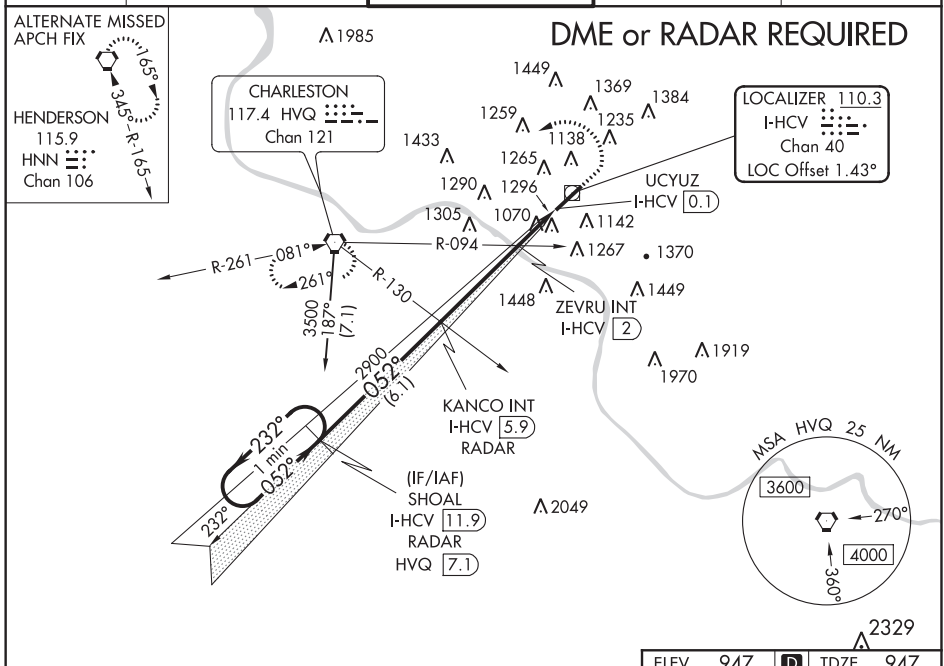 ALTERNATE MISSED
APCH FIX
165°
345°
R-165
HENDERSON
115.9
HNN
Chan 106
1985
DME or RADAR REQUIRED
CHARLESTON
117.4 HVQ
Chan 121
LOCALIZER 110.3
I-HCV
Chan 40
LOC Offset 1.43°
1449
1369
1384
1259
1235
1433
1138
1265
1290
1296
1305
1070
1142
UCYUZ
I-HCV 0.1
R-094
1267
1370
R-261
081°
261°
R-130
3500
187°
(7.1)
1448
1449
ZEVRU INT
I-HCV 2
1919
1970
2900
052°
(6.1)
KANCO INT
I-HCV 5.9
RADAR
232°
1 min
052°
232°
(IF/IAF)
SHOAL
I-HCV 11.9
RADAR
HVQ 7.1
2049
MSA HVQ 25 NM
3600
270°
4000
360°
2329
ELEV 947 D TDZE 947